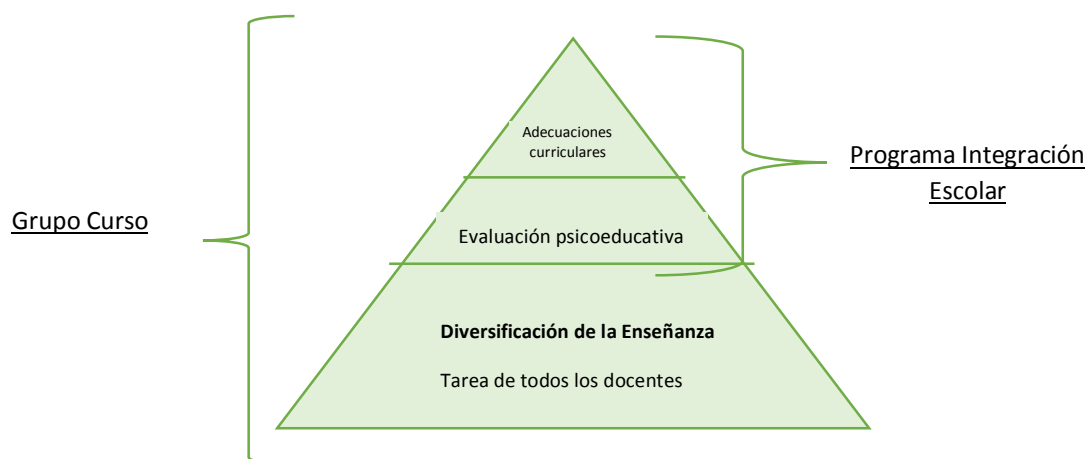 Adecuaciones
curriculares
Programa Integración
Escolar
Grupo Curso
Evaluación psicoeducativa
Diversificación de la Enseñanza
Tarea de todos los docentes